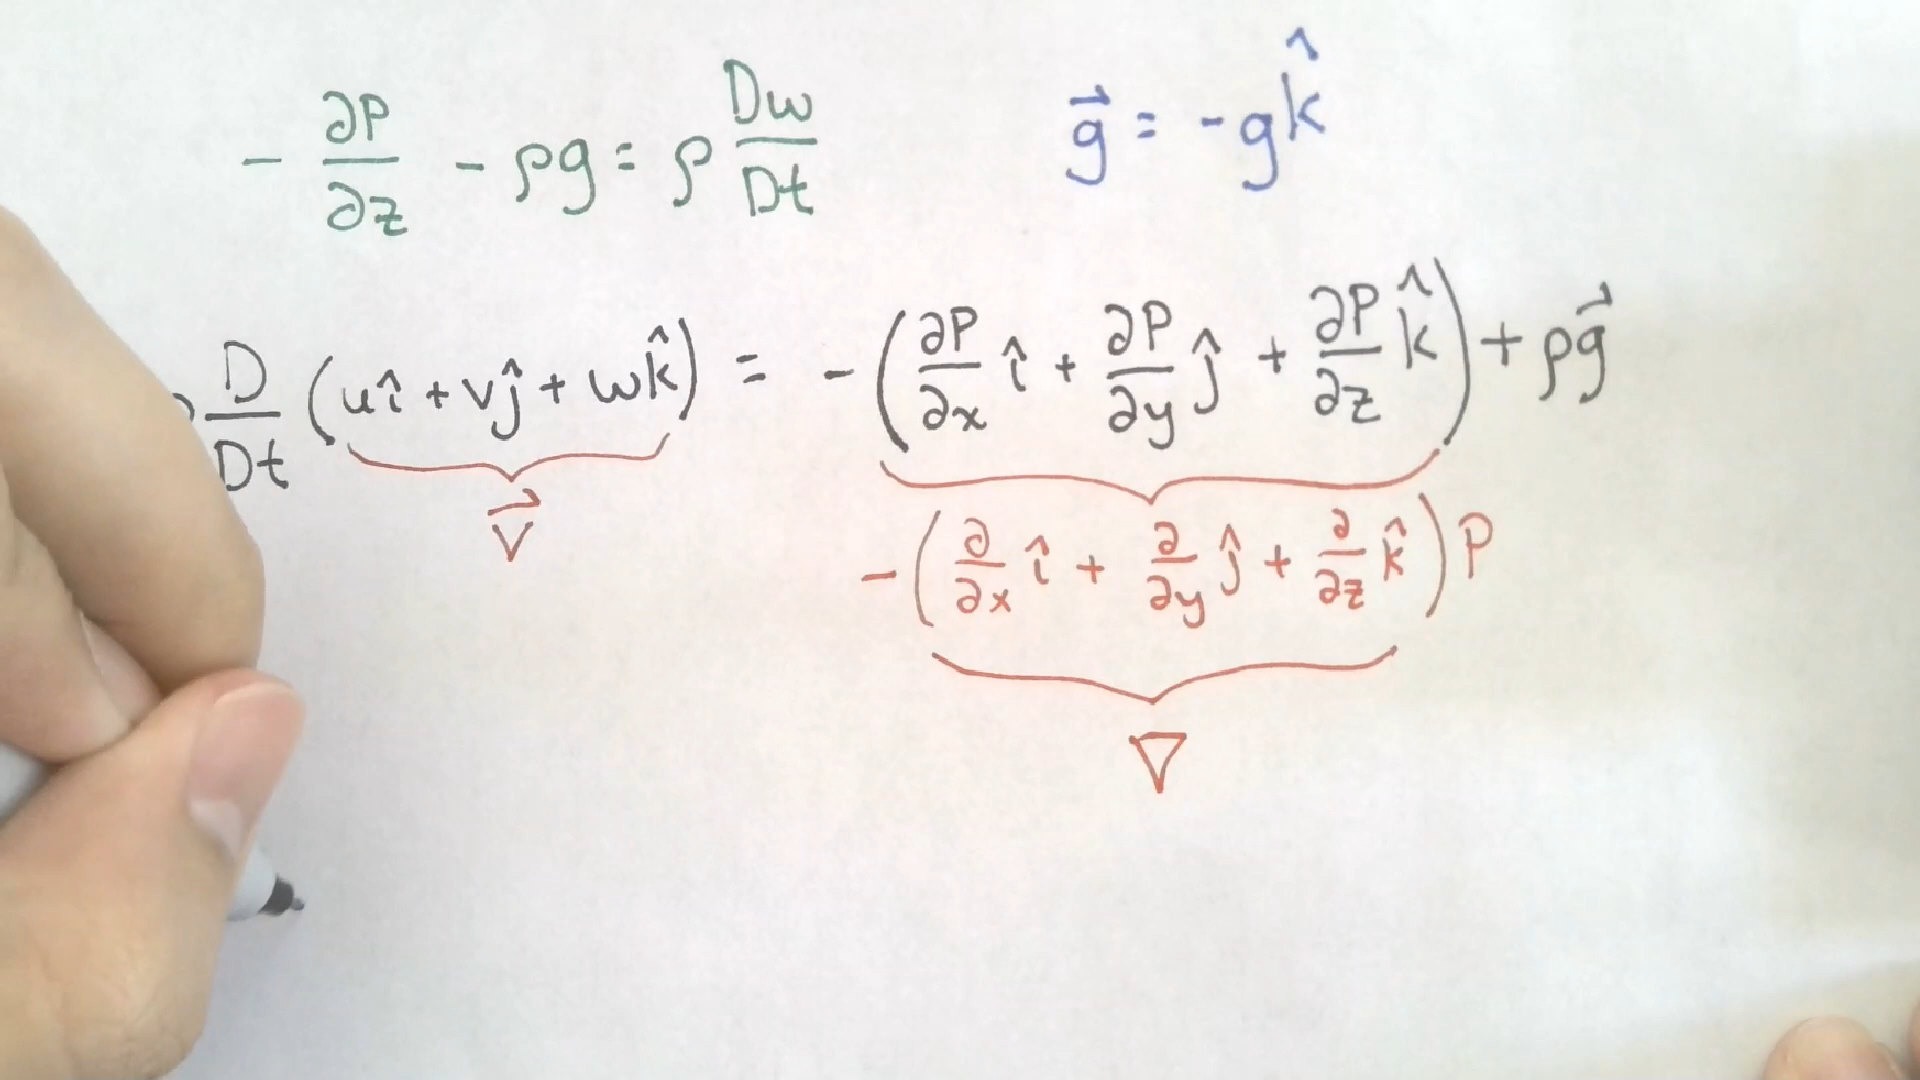 - ∂P/∂z - ρg = ρ Dw/Dt
g⃗ = -gk̂
D/Dt (uî + vĵ + wk̂) = -(∂P/∂x î + ∂P/∂y ĵ + ∂P/∂z k̂) + ρg⃗
V⃗
-(∂/∂x î + ∂/∂y ĵ + ∂/∂z k̂)P
∇